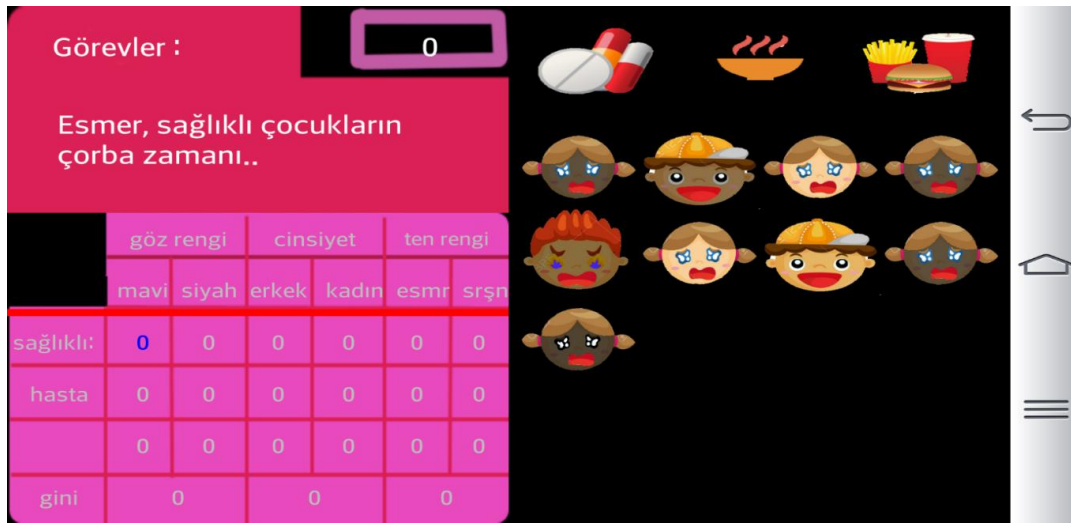 Görevler :
0
Esmer, sağlıklı çocukların
çorba zamanı..
göz rengi cinsiyet ten rengi
mavi siyah erkek kadın esmr srşn
sağlıklı: 0 0 0 0 0 0
hasta 0 0 0 0 0 0
0 0 0 0 0 0
gini 0 0 0